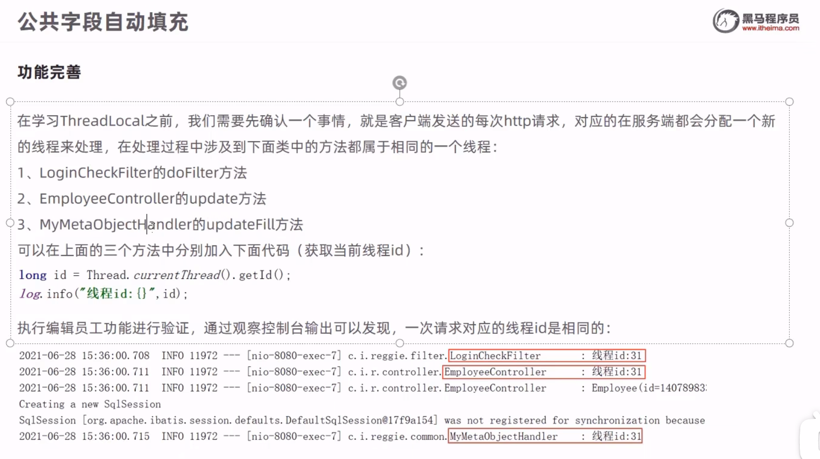 公共字段自动填充
黑马程序员
www.itheima.com
功能完善
在学习ThreadLocal之前，我们需要先确认一个事情，就是客户端发送的每次http请求，对应的在服务端都会分配一个新
的线程来处理，在处理过程中涉及到下面类中的方法都属于相同的一个线程：
1、LoginCheckFilter的doFilter方法
2、EmployeeController的update方法
3、MyMetaObjectHandler的updateFill方法
可以在上面的三个方法中分别加入下面代码（获取当前线程id）：
long id = Thread.currentThread().getId();
log.info("线程id:{}",id);
执行编辑员工功能进行验证，通过观察控制台输出可以发现，一次请求对应的线程id是相同的：
2021-06-28 15:36:00.708 INFO 11972 --- [nio-8080-exec-7] c.i.reggie.filter.LoginCheckFilter : 线程id:31
2021-06-28 15:36:00.711 INFO 11972 --- [nio-8080-exec-7] c.i.r.controller.EmployeeController : 线程id:31
2021-06-28 15:36:00.711 INFO 11972 --- [nio-8080-exec-7] c.i.r.controller.EmployeeController : Employee(id=14078983
Creating a new SqlSession
SqlSession [org.apache.ibatis.session.defaults.DefaultSqlSession@17f9a154] was not registered for synchronization because
2021-06-28 15:36:00.715 INFO 11972 --- [nio-8080-exec-7] c.i.reggie.common.MyMetaObjectHandler : 线程id:31